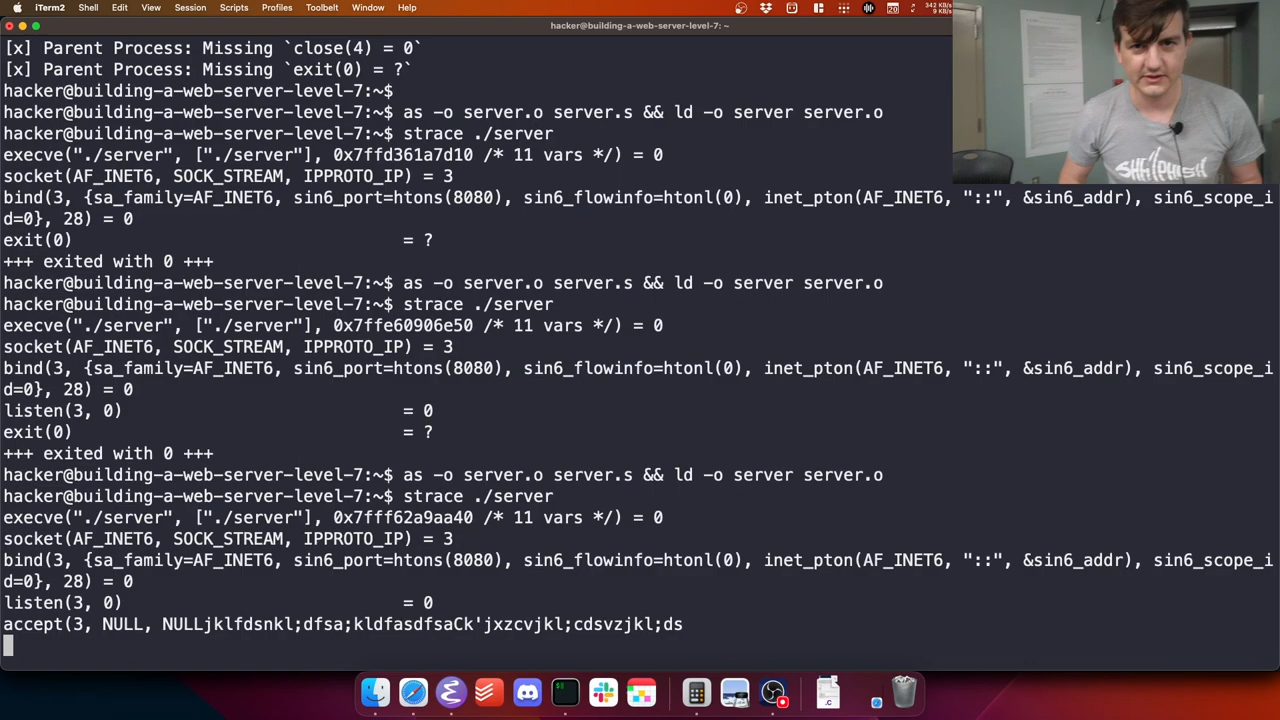 iTerm2 Shell Edit View Session Scripts Profiles Toolbelt Window Help
20
342 KB/s
9 KB/s
hacker@building-a-web-server-level-7: ~
[x] Parent Process: Missing `close(4) = 0`
[x] Parent Process: Missing `exit(0) = ?`
hacker@building-a-web-server-level-7:~$
hacker@building-a-web-server-level-7:~$ as -o server.o server.s && ld -o server server.o
hacker@building-a-web-server-level-7:~$ strace ./server
execve("./server", ["./server"], 0x7ffd361a7d10 /* 11 vars */) = 0
socket(AF_INET6, SOCK_STREAM, IPPROTO_IP) = 3
bind(3, {sa_family=AF_INET6, sin6_port=htons(8080), sin6_flowinfo=htonl(0), inet_pton(AF_INET6, "::", &sin6_addr), sin6_scope_i
d=0}, 28) = 0
exit(0) = ?
+++ exited with 0 +++
hacker@building-a-web-server-level-7:~$ as -o server.o server.s && ld -o server server.o
hacker@building-a-web-server-level-7:~$ strace ./server
execve("./server", ["./server"], 0x7ffe60906e50 /* 11 vars */) = 0
socket(AF_INET6, SOCK_STREAM, IPPROTO_IP) = 3
bind(3, {sa_family=AF_INET6, sin6_port=htons(8080), sin6_flowinfo=htonl(0), inet_pton(AF_INET6, "::", &sin6_addr), sin6_scope_i
d=0}, 28) = 0
listen(3, 0) = 0
exit(0) = ?
+++ exited with 0 +++
hacker@building-a-web-server-level-7:~$ as -o server.o server.s && ld -o server server.o
hacker@building-a-web-server-level-7:~$ strace ./server
execve("./server", ["./server"], 0x7fff62a9aa40 /* 11 vars */) = 0
socket(AF_INET6, SOCK_STREAM, IPPROTO_IP) = 3
bind(3, {sa_family=AF_INET6, sin6_port=htons(8080), sin6_flowinfo=htonl(0), inet_pton(AF_INET6, "::", &sin6_addr), sin6_scope_i
d=0}, 28) = 0
listen(3, 0) = 0
accept(3, NULL, NULLjklfdsnkl;dfsa;kldfasdfsaCk'jxzcvjkl;cdsvzjkl;ds
SHELLPHISH
.C